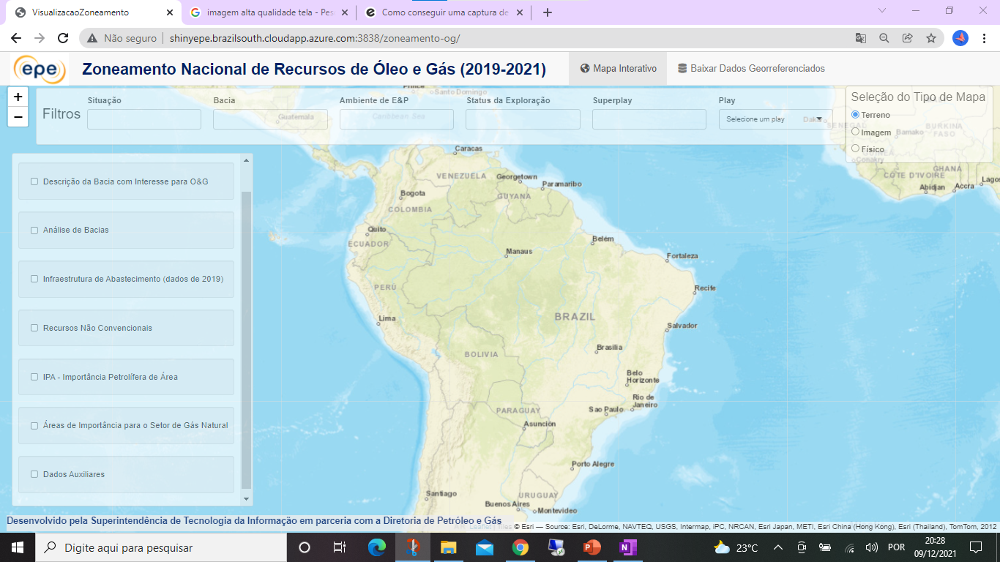 VisualizacaoZoneamento
imagem alta qualidade tela - Pes
Como conseguir uma captura de
Não seguro
shinyepe.brazilsouth.cloudapp.azure.com:3838/zoneamento-og/
epe
Zoneamento Nacional de Recursos de Óleo e Gás (2019-2021)
Mapa Interativo
Baixar Dados Georreferenciados
+
−
Filtros
Situação
Bacia
Ambiente de E&P
Status da Exploração
Superplay
Play
Selecione um play
Seleção do Tipo de Mapa
Terreno
Imagem
Físico
Descrição da Bacia com Interesse para O&G
Análise de Bacias
Infraestrutura de Abastecimento (dados de 2019)
Recursos Não Convencionais
IPA - Importância Petrolífera de Área
Áreas de Importância para o Setor de Gás Natural
Dados Auxiliares
Santo Domingo
Guatemala
Caribbean Sea
SENEGAL
Bamako
BURKINA
FASO
GUINEA
Conakry
GHANA
CÔTE D'IVOIRE
Abidjan
Accra
Lagos
Caracas
VENEZUELA
Georgetown
Paramaribo
Bogota
GUYANA
COLOMBIA
Quito
ECUADOR
Belém
Manaus
Fortaleza
PERÚ
Recife
Lima
BRAZIL
Salvador
Brasília
BOLIVIA
Belo
Horizonte
Rio de
Janeiro
Sao Paulo
PARAGUAY
Asunción
Porto Alegre
Santiago
URUGUAY
Buenos Aires
Montevideo
Desenvolvido pela Superintendência de Tecnologia da Informação em parceria com a Diretoria de Petróleo e Gás
Leaflet | Tiles © Esri — Source: Esri, DeLorme, NAVTEQ, USGS, Intermap, iPC, NRCAN, Esri Japan, METI, Esri China (Hong Kong), Esri (Thailand), TomTom, 2012
Digite aqui para pesquisar
23°C
POR
20:28
09/12/2021